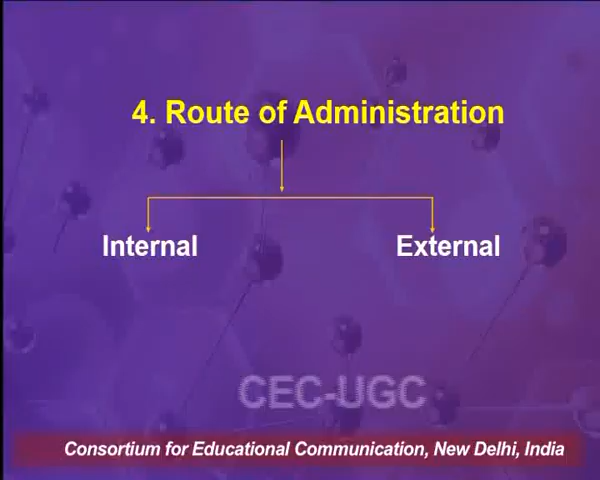 4. Route of Administration
Internal
External
CEC-UGC
Consortium for Educational Communication, New Delhi, India